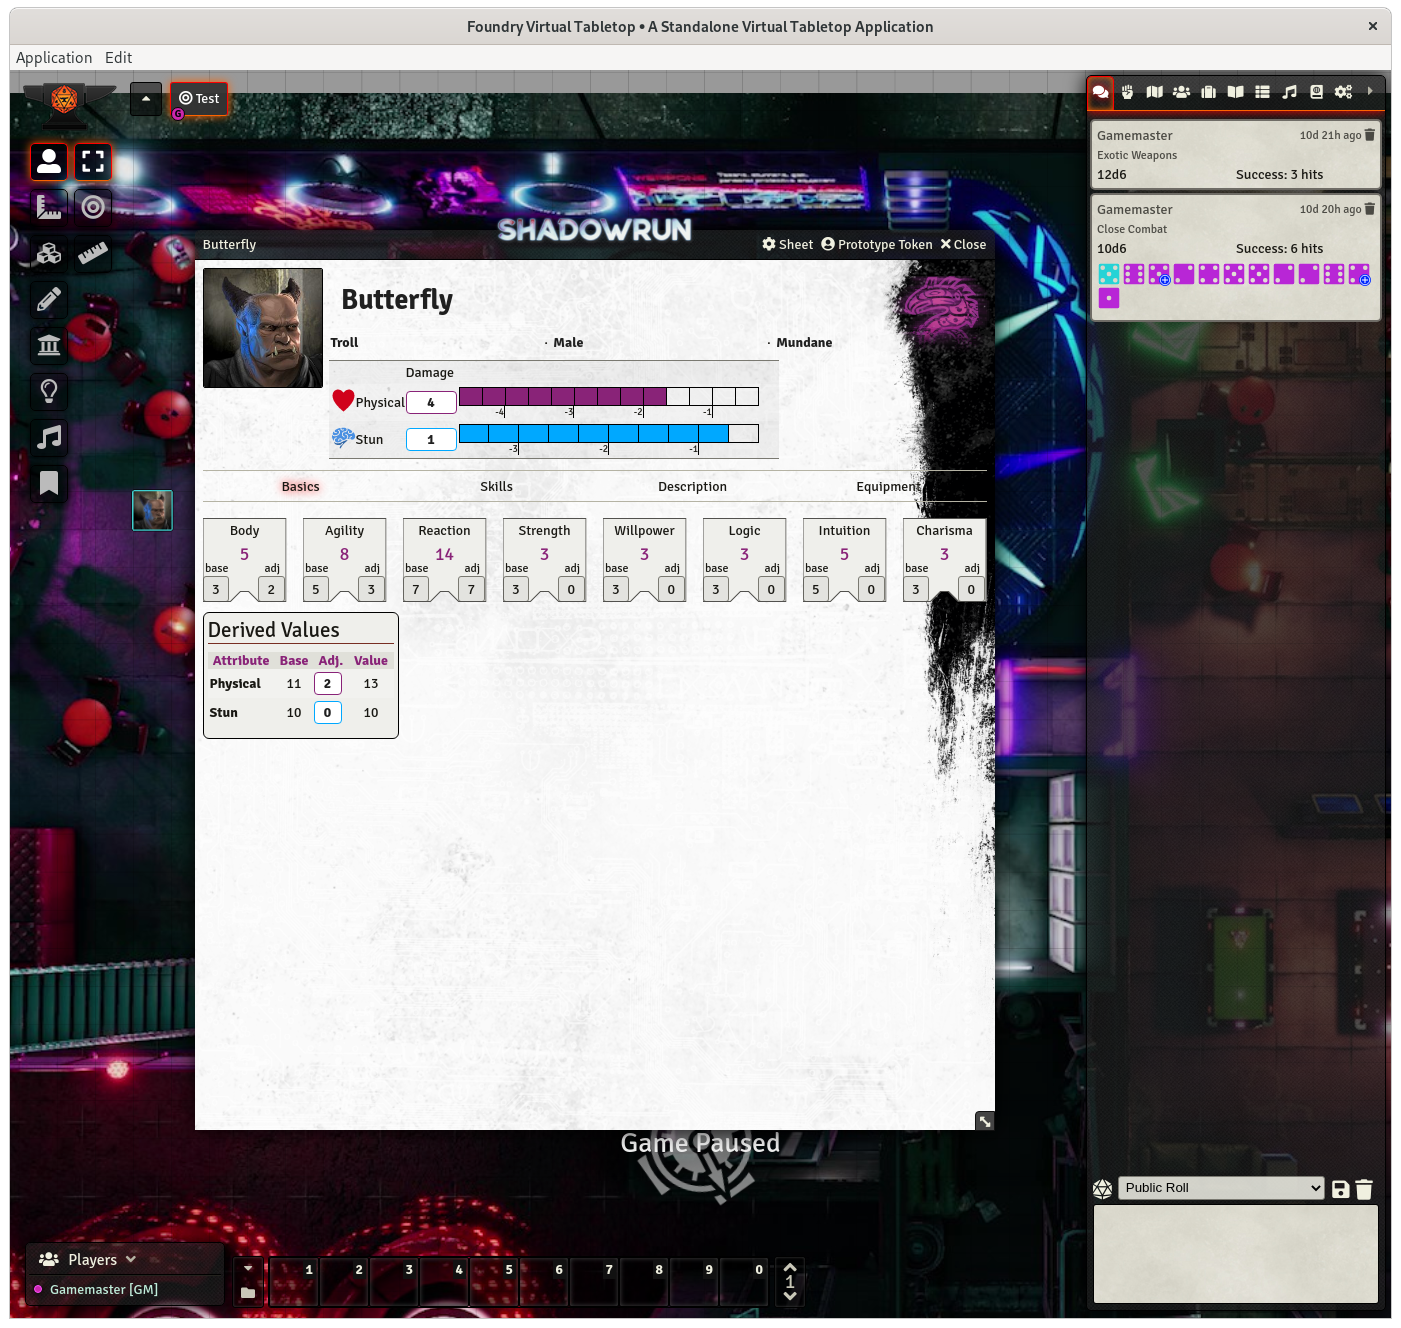 Foundry Virtual Tabletop • A Standalone Virtual Tabletop Application ×
Application Edit
Test
G
Gamemaster 10d 21h ago
Exotic Weapons
12d6 Success: 3 hits
Gamemaster 10d 20h ago
Close Combat
10d6 Success: 6 hits
WEAPONS
SHADOWRUN
Butterfly Sheet Prototype Token Close
Butterfly
Troll · Male · Mundane
Damage
Physical 4
-4 -3 -2 -1
Stun 1
-3 -2 -1
Basics Skills Description Equipment
Body Agility Reaction Strength Willpower Logic Intuition Charisma
5 8 14 3 3 3 5 3
base adj base adj base adj base adj base adj base adj base adj base adj
3 2 5 3 7 7 3 0 3 0 3 0 5 0 3 0
Derived Values
Attribute Base Adj. Value
Physical 11 2 13
Stun 10 0 10
Game Paused
Public Roll
Players
Gamemaster [GM]
1 2 3 4 5 6 7 8 9 0
1